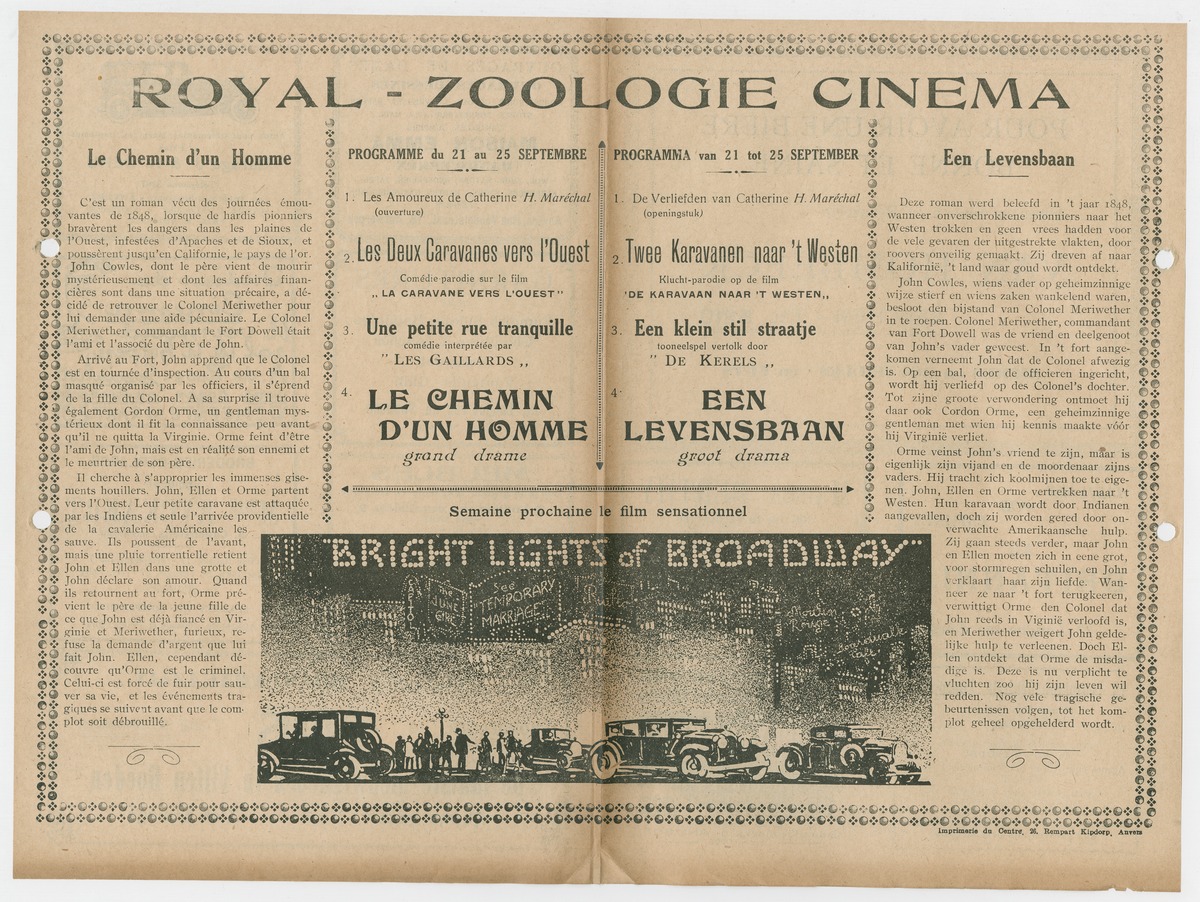 ROYAL - ZOOLOGIE CINEMA
Le Chemin d'un Homme
C'est un roman vécu des journées émou-
vantes de 1848, lorsque de hardis pionniers
bravèrent les dangers dans les plaines de
l'Ouest, infestées d'Apaches et de Sioux, et
poussèrent jusqu'en Californie, le pays de l'or.
John Cowles, dont le père vient de mourir
mystérieusement et dont les affaires finan-
cières sont dans une situation précaire, a dé-
cidé de retrouver le Colonel Meriwether pour
lui demander une aide pécuniaire. Le Colonel
Meriwether, commandant le Fort Dowell était
l'ami et l'associé du père de John.
Arrivé au Fort, John apprend que le Colonel
est en tournée d'inspection. Au cours d'un bal
masqué organisé par les officiers, il s'éprend
de la fille du Colonel. A sa surprise il trouve
également Gordon Orme, un gentleman mys-
térieux dont il fit la connaissance peu avant
qu'il ne quitta la Virginie. Orme feint d'être
l'ami de John, mais est en réalité son ennemi et
le meurtrier de son père.
Il cherche à s'approprier les immenses gise-
ments houillers. John, Ellen et Orme partent
vers l'Ouest. Leur petite caravane est attaquée
par les Indiens et seule l'arrivée providentielle
de la cavalerie Américaine les
sauve. Ils poussent de l'avant,
mais une pluie torrentielle retient
John et Ellen dans une grotte et
John déclare son amour. Quand
ils retournent au fort, Orme pré-
vient le père de la jeune fille de
ce que John est déjà fiancé en Vir-
ginie et Meriwether, furieux, re-
fuse la demande d'argent que lui
fait John. Ellen, cependant dé-
couvre qu'Orme est le criminel.
Celui-ci est forcé de fuir pour sau-
ver sa vie, et les événements tra-
giques se suivent avant que le com-
plot soit débrouillé.
PROGRAMME du 21 au 25 SEPTEMBRE
1. Les Amoureux de Catherine H. Maréchal
(ouverture)
2. Les Deux Caravanes vers l'Ouest
Comédie-parodie sur le film
„ LA CARAVANE VERS L'OUEST"
3. Une petite rue tranquille
comédie interprétée par
" LES GAILLARDS „
4. LE CHEMIN
D'UN HOMME
grand drame
PROGRAMMA van 21 tot 25 SEPTEMBER
1. De Verliefden van Catherine H. Maréchal
(openingstuk)
2. Twee Karavanen naar 't Westen
Klucht-parodie op de film
'DE KARAVAAN NAAR 'T WESTEN„
3. Een klein stil straatje
tooneelspel vertolk door
" DE KERELS „
4. EEN
LEVENSBAAN
groot drama
Semaine prochaine le film sensationnel
"BRIGHT LIGHTS of BROADWAY"
JUNE
GIRL
See
"TEMPORARY
MARRIAGE"
Moulin
Rouge
Een Levensbaan
Deze roman werd beleefd in 't jaar 1848,
wanneer onverschrokkene pionniers naar het
Westen trokken en geen vrees hadden voor
de vele gevaren der uitgestrekte vlakten, door
roovers onveilig gemaakt. Zij dreven af naar
Kalifornië, 't land waar goud wordt ontdekt.
John Cowles, wiens vader op geheimzinnige
wijze stierf en wiens zaken wankelend waren,
besloot den bijstand van Colonel Meriwether
in te roepen. Colonel Meriwether, commandant
van Fort Dowell was de vriend en deelgenoot
van John's vader geweest. In 't fort aange-
komen verneemt John dat de Colonel afwezig
is. Op een bal, door de officieren ingericht,
wordt hij verliefd op des Colonel's dochter.
Tot zijne groote verwondering ontmoet hij
daar ook Cordon Orme, een geheimzinnige
gentleman met wien hij kennis maakte vóór
hij Virginie verliet.
Orme veinst John's vriend te zijn, maar is
eigenlijk zijn vijand en de moordenaar zijns
vaders. Hij tracht zich koolmijnen toe te eige-
nen. John, Ellen en Orme vertrekken naar 't
Westen. Hun karavaan wordt door Indianen
aangevallen, doch zij worden gered door on-
verwachte Amerikaansche hulp.
Zij gaan steeds verder, maar John
en Ellen moeten zich in eene grot,
voor stormregen schuilen, en John
verklaart haar zijn liefde. Wan-
neer ze naar 't fort terugkeeren,
verwittigt Orme den Colonel dat
John reeds in Viginië verloofd is,
en Meriwether weigert John gelde-
lijke hulp te verleenen. Doch El-
len ontdekt dat Orme de misda-
dige is. Deze is nu verplicht te
vluchten zoo hij zijn leven wil
redden. Nog vele tragische ge-
beurtenissen volgen, tot het kom-
plot geheel opgehelderd wordt.
Imprimerie du Centre, 26, Rempart Kipdorp, Anvers